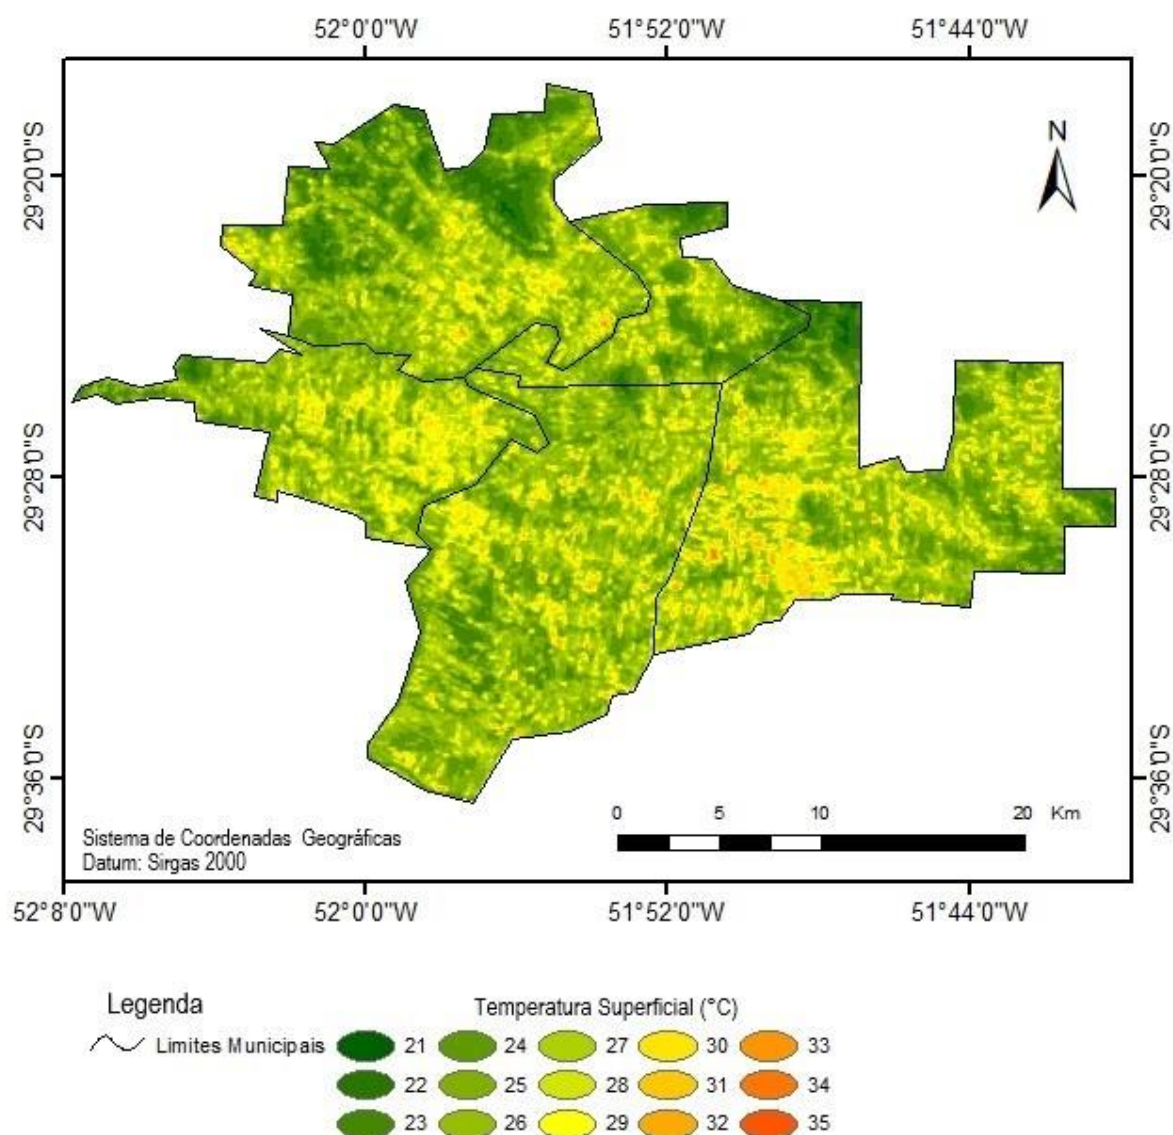 52°0'0"W 51°52'0"W 51°44'0"W
N
29°20'0"S 29°20'0"S
29°28'0"S 29°28'0"S
29°36'0"S 29°36'0"S
0 5 10 20 Km
Sistema de Coordenadas Geográficas
Datum: Sirgas 2000
52°8'0"W 52°0'0"W 51°52'0"W 51°44'0"W
Legenda Temperatura Superficial (°C)
Limites Municipais 21 24 27 30 33
22 25 28 31 34
23 26 29 32 35